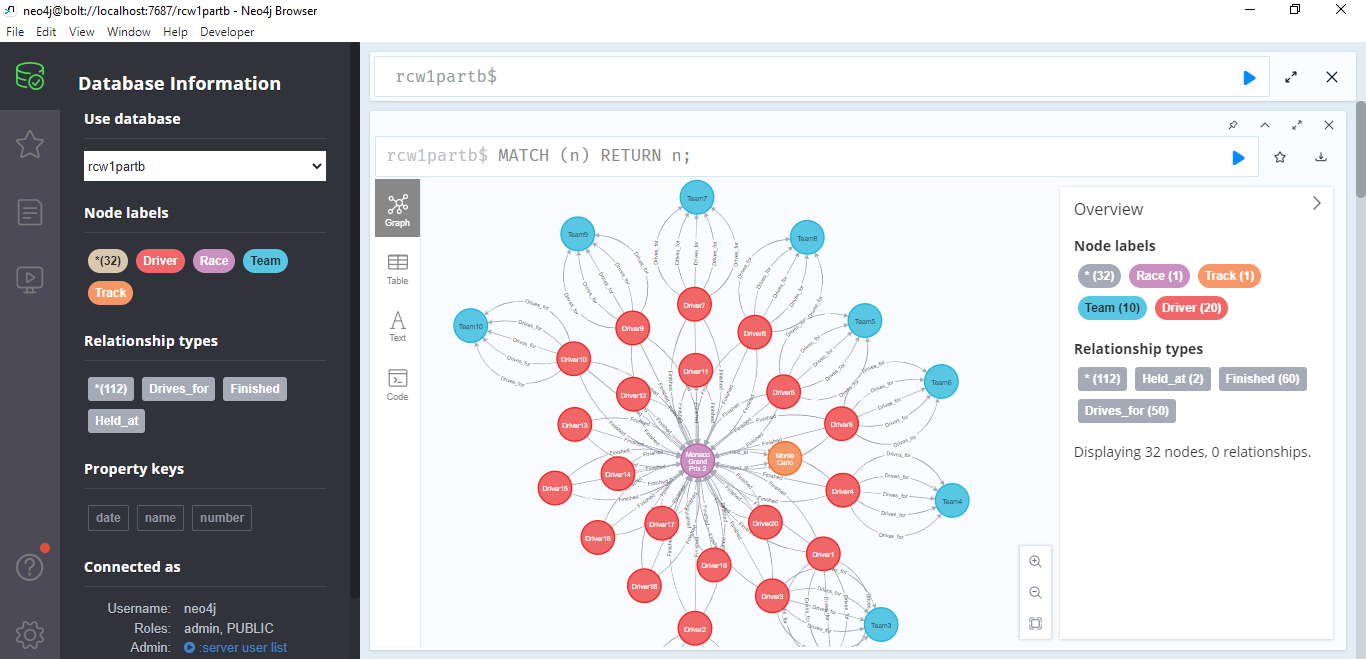 neo4j@bolt://localhost:7687/rcw1partb - Neo4j Browser
File Edit View Window Help Developer
Database Information
Use database
rcw1partb
Node labels
*(32) Driver Race Team
Track
Relationship types
*(112) Drives_for Finished
Held_at
Property keys
date name number
Connected as
Username: neo4j
Roles: admin, PUBLIC
Admin: :server user list
rcw1partb$
rcw1partb$ MATCH (n) RETURN n;
Graph
Table
Text
Code
Team7
Team9
Team8
Team10
Team5
Team6
Team4
Team3
Driver7
Driver9
Driver8
Driver10
Driver11
Driver12
Driver5
Driver13
Driver6
Monaco
Grand
Prix 2
Monte
Carlo
Driver14
Driver15
Driver4
Driver17
Driver20
Driver16
Driver1
Driver19
Driver18
Driver3
Driver2
Drives_for
Finished
Overview
Node labels
* (32) Race (1) Track (1)
Team (10) Driver (20)
Relationship types
* (112) Held_at (2) Finished (60)
Drives_for (50)
Displaying 32 nodes, 0 relationships.